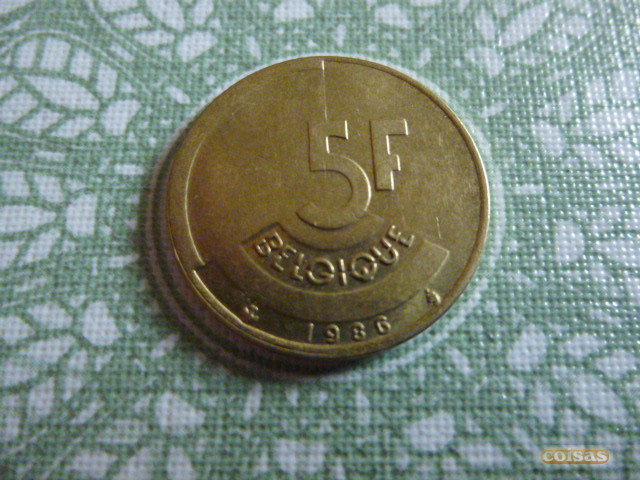 5F
BELGIQUE
1986
coisas